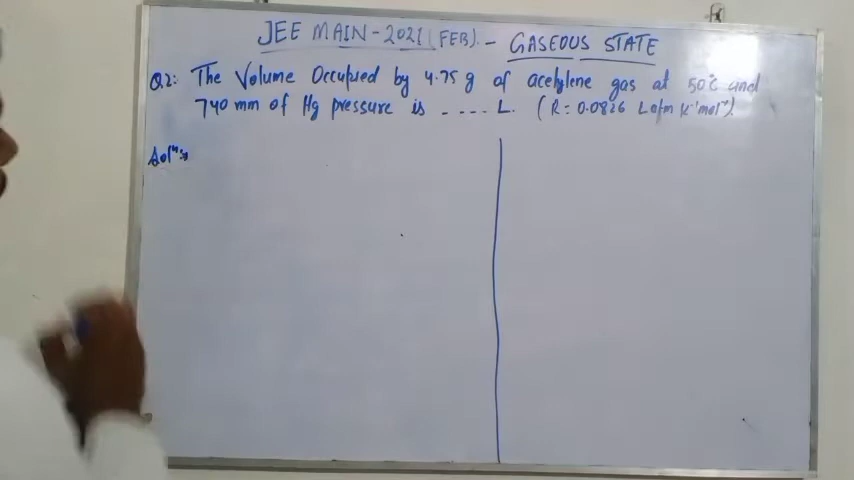 JEE MAIN-2021(FEB). - GASEOUS STATE
Q2: The Volume Occupied by 4.75 g of acetylene gas at 50°C and
740 mm of Hg pressure is ..... L. (R = 0.0826 L atm K⁻¹ mol⁻¹)
Solⁿ: